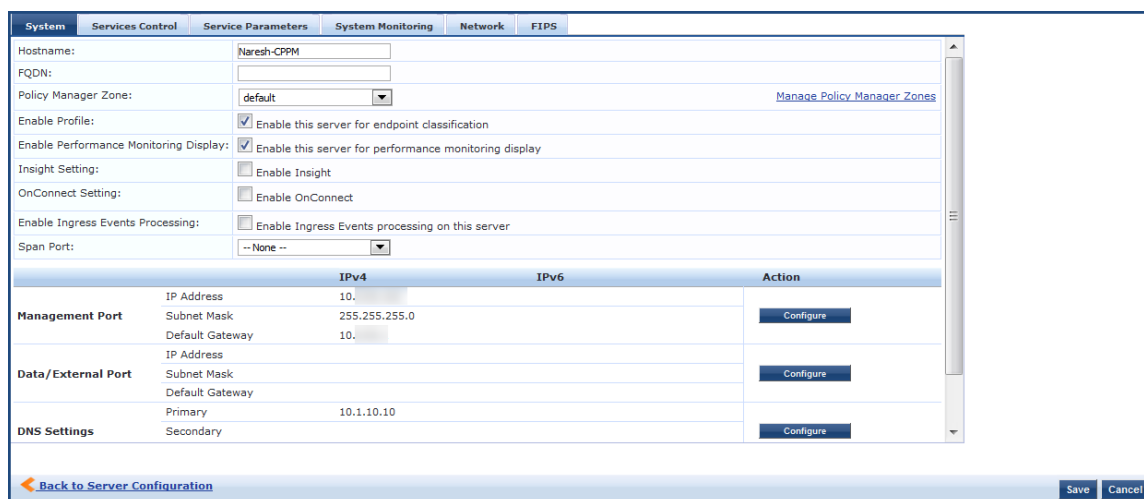 System Services Control Service Parameters System Monitoring Network FIPS
Hostname: Naresh-CPPM
FQDN:
Policy Manager Zone: default Manage Policy Manager Zones
Enable Profile: Enable this server for endpoint classification
Enable Performance Monitoring Display: Enable this server for performance monitoring display
Insight Setting: Enable Insight
OnConnect Setting: Enable OnConnect
Enable Ingress Events Processing: Enable Ingress Events processing on this server
Span Port: -- None --
IPv4 IPv6 Action
IP Address 10.
Management Port Subnet Mask 255.255.255.0 Configure
Default Gateway 10.
IP Address
Data/External Port Subnet Mask Configure
Default Gateway
Primary 10.1.10.10
DNS Settings Secondary Configure
Back to Server Configuration Save Cancel